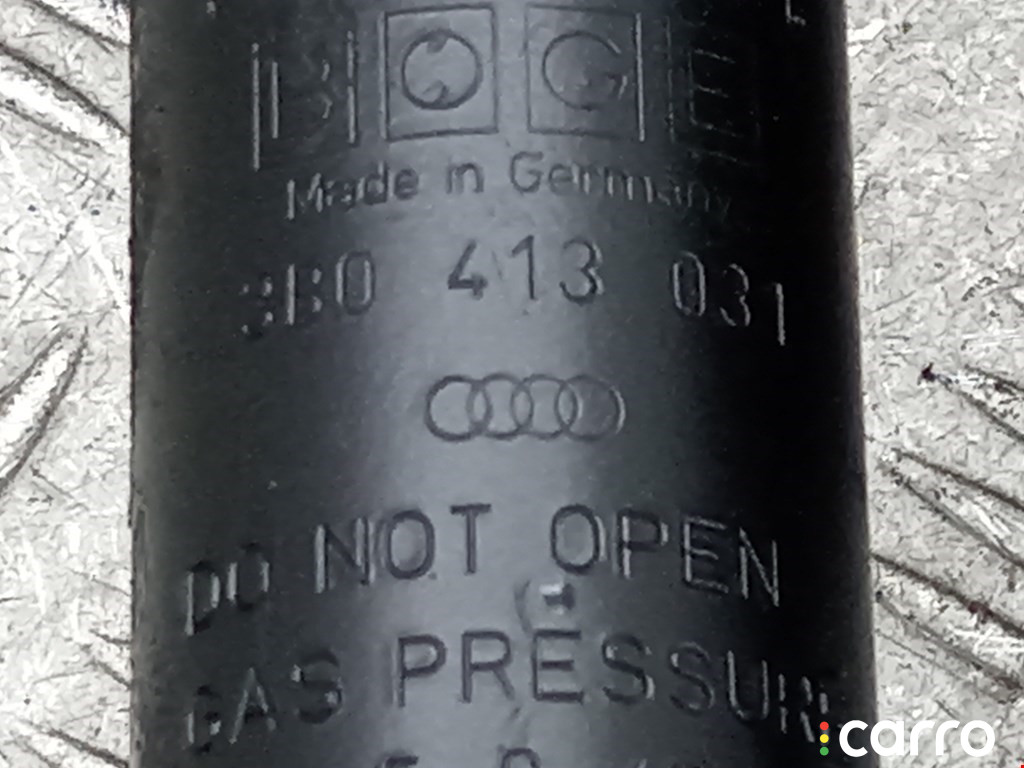 BOGE
Made in Germany
3B0 413 031
DO NOT OPEN
GAS PRESSURE
carro